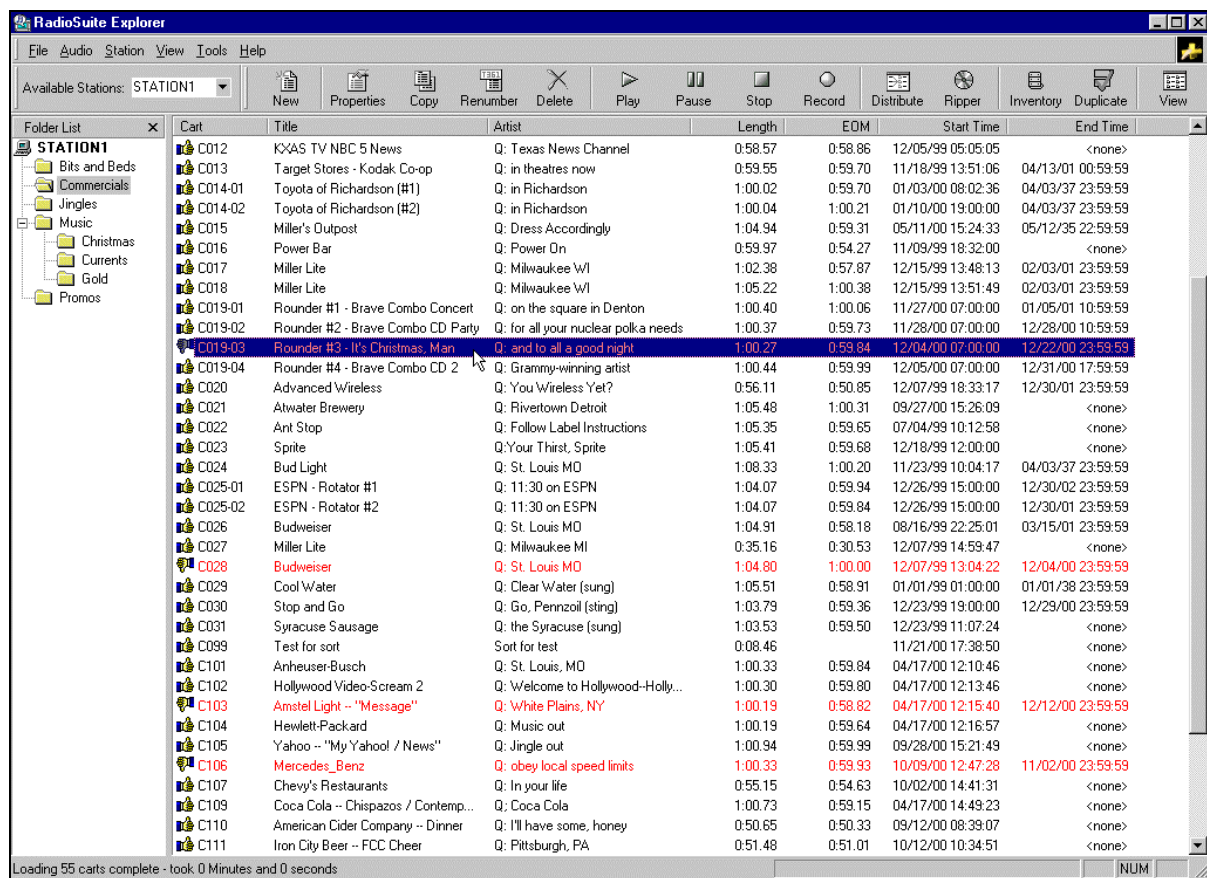 RadioSuite Explorer
File Audio Station View Tools Help
Available Stations: STATION1
New Properties Copy Renumber Delete Play Pause Stop Record Distribute Ripper Inventory Duplicate View
Folder List
STATION1
Bits and Beds
Commercials
Jingles
Music
Christmas
Currents
Gold
Promos
Cart Title Artist Length EOM Start Time End Time
C012 KXAS TV NBC 5 News Q: Texas News Channel 0:58.57 0:58.86 12/05/99 05:05:05 <none>
C013 Target Stores - Kodak Co-op Q: in theatres now 0:59.55 0:59.70 11/18/99 13:51:06 04/13/01 00:59:59
C014-01 Toyota of Richardson (#1) Q: in Richardson 1:00.02 0:59.70 01/03/00 08:02:36 04/03/37 23:59:59
C014-02 Toyota of Richardson (#2) Q: in Richardson 1:00.04 1:00.21 01/10/00 19:00:00 04/03/37 23:59:59
C015 Miller's Outpost Q: Dress Accordingly 1:04.94 0:59.31 05/11/00 15:24:33 05/12/35 22:59:59
C016 Power Bar Q: Power On 0:59.97 0:54.27 11/09/99 18:32:00 <none>
C017 Miller Lite Q: Milwaukee WI 1:02.38 0:57.87 12/15/99 13:48:13 02/03/01 23:59:59
C018 Miller Lite Q: Milwaukee WI 1:05.22 1:00.38 12/15/99 13:51:49 02/03/01 23:59:59
C019-01 Rounder #1 - Brave Combo Concert Q: on the square in Denton 1:00.40 1:00.06 11/27/00 07:00:00 01/05/01 10:59:59
C019-02 Rounder #2 - Brave Combo CD Party Q: for all your nuclear polka needs 1:00.37 0:59.73 11/28/00 07:00:00 12/28/00 10:59:59
C019-03 Rounder #3 - It's Christmas, Man Q: and to all a good night 1:00.27 0:59.84 12/04/00 07:00:00 12/22/00 23:59:59
C019-04 Rounder #4 - Brave Combo CD 2 Q: Grammy-winning artist 1:00.44 0:59.99 12/05/00 07:00:00 12/31/00 17:59:59
C020 Advanced Wireless Q: You Wireless Yet? 0:56.11 0:50.85 12/07/99 18:33:17 12/30/01 23:59:59
C021 Atwater Brewery Q: Rivertown Detroit 1:05.48 1:00.31 09/27/00 15:26:09 <none>
C022 Ant Stop Q: Follow Label Instructions 1:05.35 0:59.65 07/04/99 10:12:58 <none>
C023 Sprite Q:Your Thirst, Sprite 1:05.41 0:59.68 12/18/99 12:00:00 <none>
C024 Bud Light Q: St. Louis MO 1:08.33 1:00.20 11/23/99 10:04:17 04/03/37 23:59:59
C025-01 ESPN - Rotator #1 Q: 11:30 on ESPN 1:04.07 0:59.94 12/26/99 15:00:00 12/30/02 23:59:59
C025-02 ESPN - Rotator #2 Q: 11:30 on ESPN 1:04.07 0:59.84 12/26/99 15:00:00 12/30/01 23:59:59
C026 Budweiser Q: St. Louis MO 1:04.91 0:58.18 08/16/99 22:25:01 03/15/01 23:59:59
C027 Miller Lite Q: Milwaukee MI 0:35.16 0:30.53 12/07/99 14:59:47 <none>
C028 Budweiser Q: St. Louis MO 1:04.80 1:00.00 12/07/99 13:04:22 12/04/00 23:59:59
C029 Cool Water Q: Clear Water (sung) 1:05.51 0:58.91 01/01/99 01:00:00 01/01/38 23:59:59
C030 Stop and Go Q: Go, Pennzoil (sting) 1:03.79 0:59.36 12/23/99 19:00:00 12/29/00 23:59:59
C031 Syracuse Sausage Q: the Syracuse (sung) 1:03.53 0:59.50 12/23/99 11:07:24 <none>
C099 Test for sort Sort for test 0:08.46 11/21/00 17:38:50 <none>
C101 Anheuser-Busch Q: St. Louis, MO 1:00.33 0:59.84 04/17/00 12:10:46 <none>
C102 Hollywood Video-Scream 2 Q: Welcome to Hollywood--Holly... 1:00.30 0:59.80 04/17/00 12:13:46 <none>
C103 Amstel Light -- "Message" Q: White Plains, NY 1:00.19 0:58.82 04/17/00 12:15:40 12/12/00 23:59:59
C104 Hewlett-Packard Q: Music out 1:00.19 0:59.64 04/17/00 12:16:57 <none>
C105 Yahoo -- "My Yahoo! / News" Q: Jingle out 1:00.94 0:59.99 09/28/00 15:21:49 <none>
C106 Mercedes_Benz Q: obey local speed limits 1:00.33 0:59.93 10/09/00 12:47:28 11/02/00 23:59:59
C107 Chevy's Restaurants Q: In your life 0:55.15 0:54.63 10/02/00 14:41:31 <none>
C109 Coca Cola -- Chispazos / Contemp... Q; Coca Cola 1:00.73 0:59.15 04/17/00 14:49:23 <none>
C110 American Cider Company -- Dinner Q: I'll have some, honey 0:50.65 0:50.33 09/12/00 08:39:07 <none>
C111 Iron City Beer -- FCC Cheer Q: Pittsburgh, PA 0:51.48 0:51.01 10/12/00 10:34:51 <none>
Loading 55 carts complete - took 0 Minutes and 0 seconds
NUM